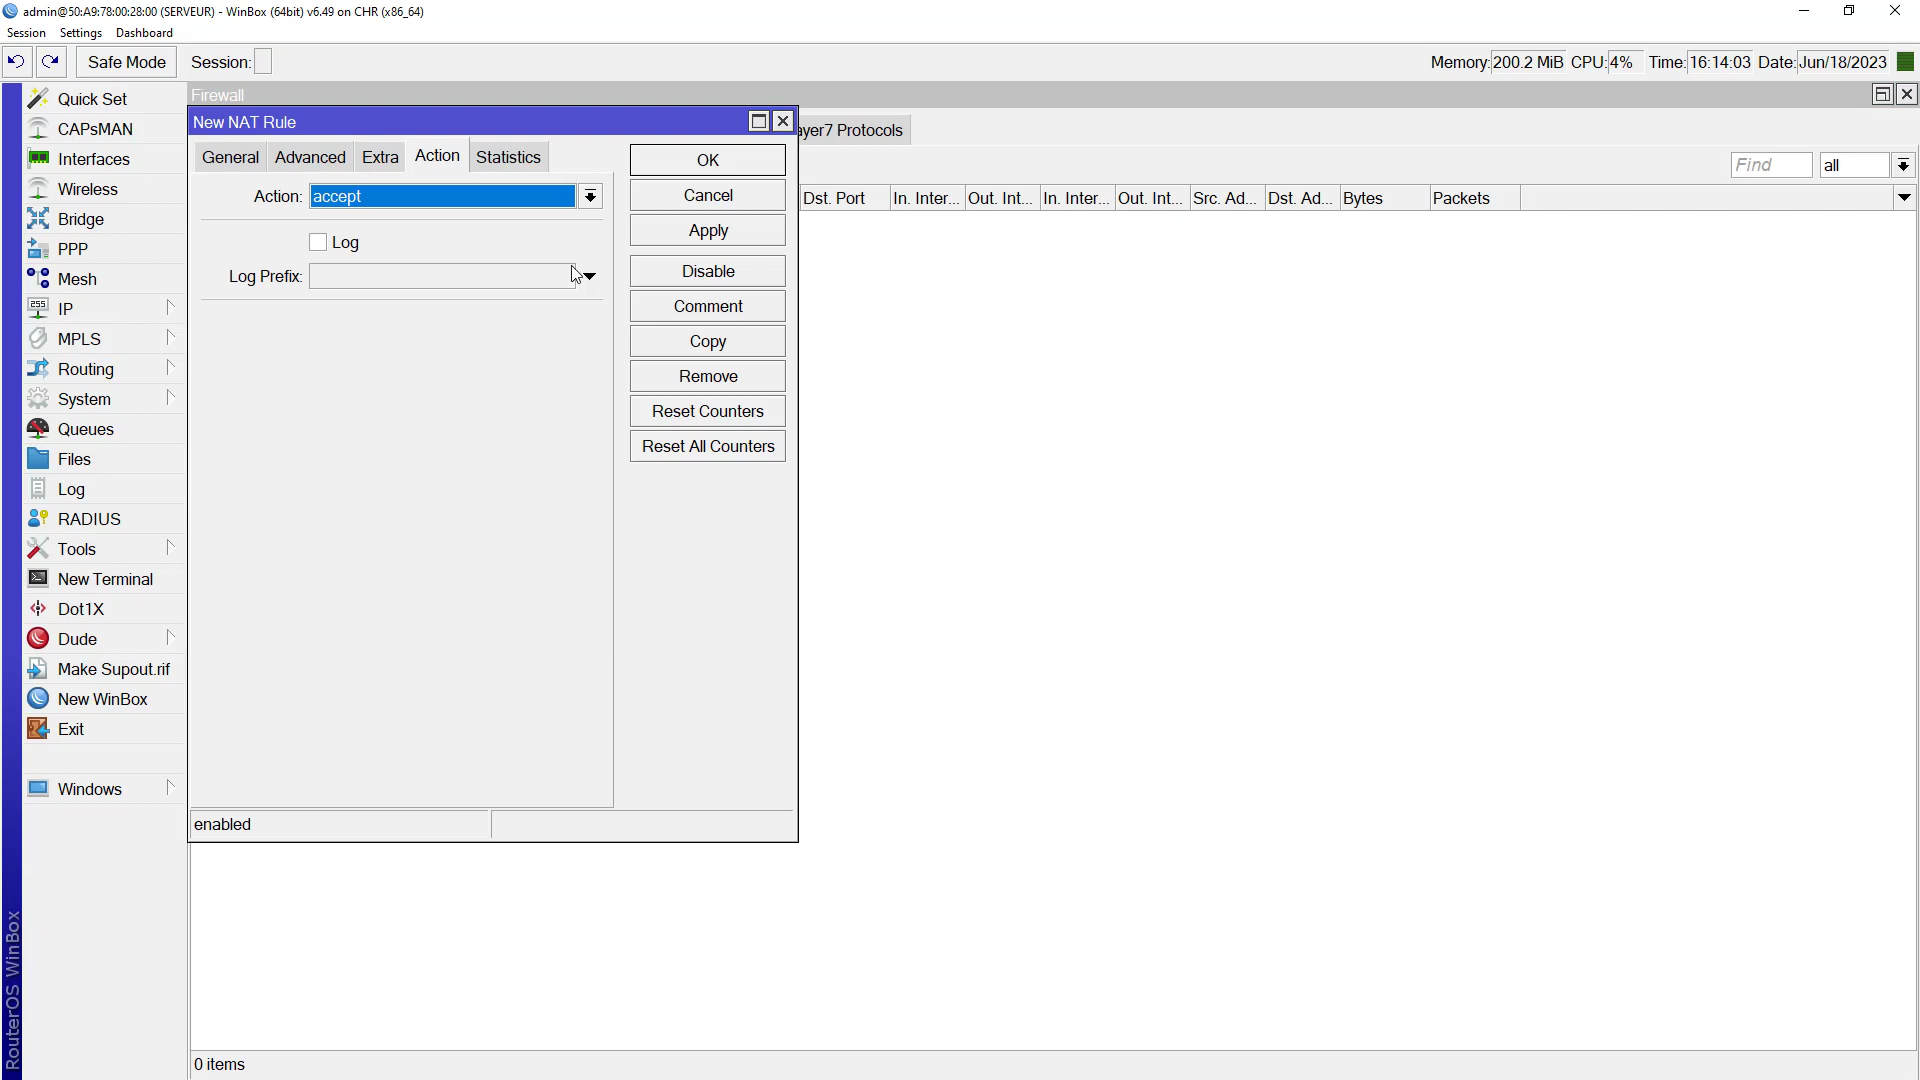 admin@50:A9:78:00:28:00 (SERVEUR) - WinBox (64bit) v6.49 on CHR (x86_64)
Session Settings Dashboard
Safe Mode Session: Memory: 200.2 MiB CPU: 4% Time: 16:14:03 Date: Jun/18/2023
Quick Set
CAPsMAN
Interfaces
Wireless
Bridge
PPP
Mesh
IP
MPLS
Routing
System
Queues
Files
Log
RADIUS
Tools
New Terminal
Dot1X
Dude
Make Supout.rif
New WinBox
Exit
Windows
RouterOS WinBox
Firewall
ayer7 Protocols
Find all
Dst. Port In. Inter... Out. Int... In. Inter... Out. Int... Src. Ad... Dst. Ad... Bytes Packets
New NAT Rule
General Advanced Extra Action Statistics
Action: accept
Log
Log Prefix:
OK
Cancel
Apply
Disable
Comment
Copy
Remove
Reset Counters
Reset All Counters
enabled
0 items